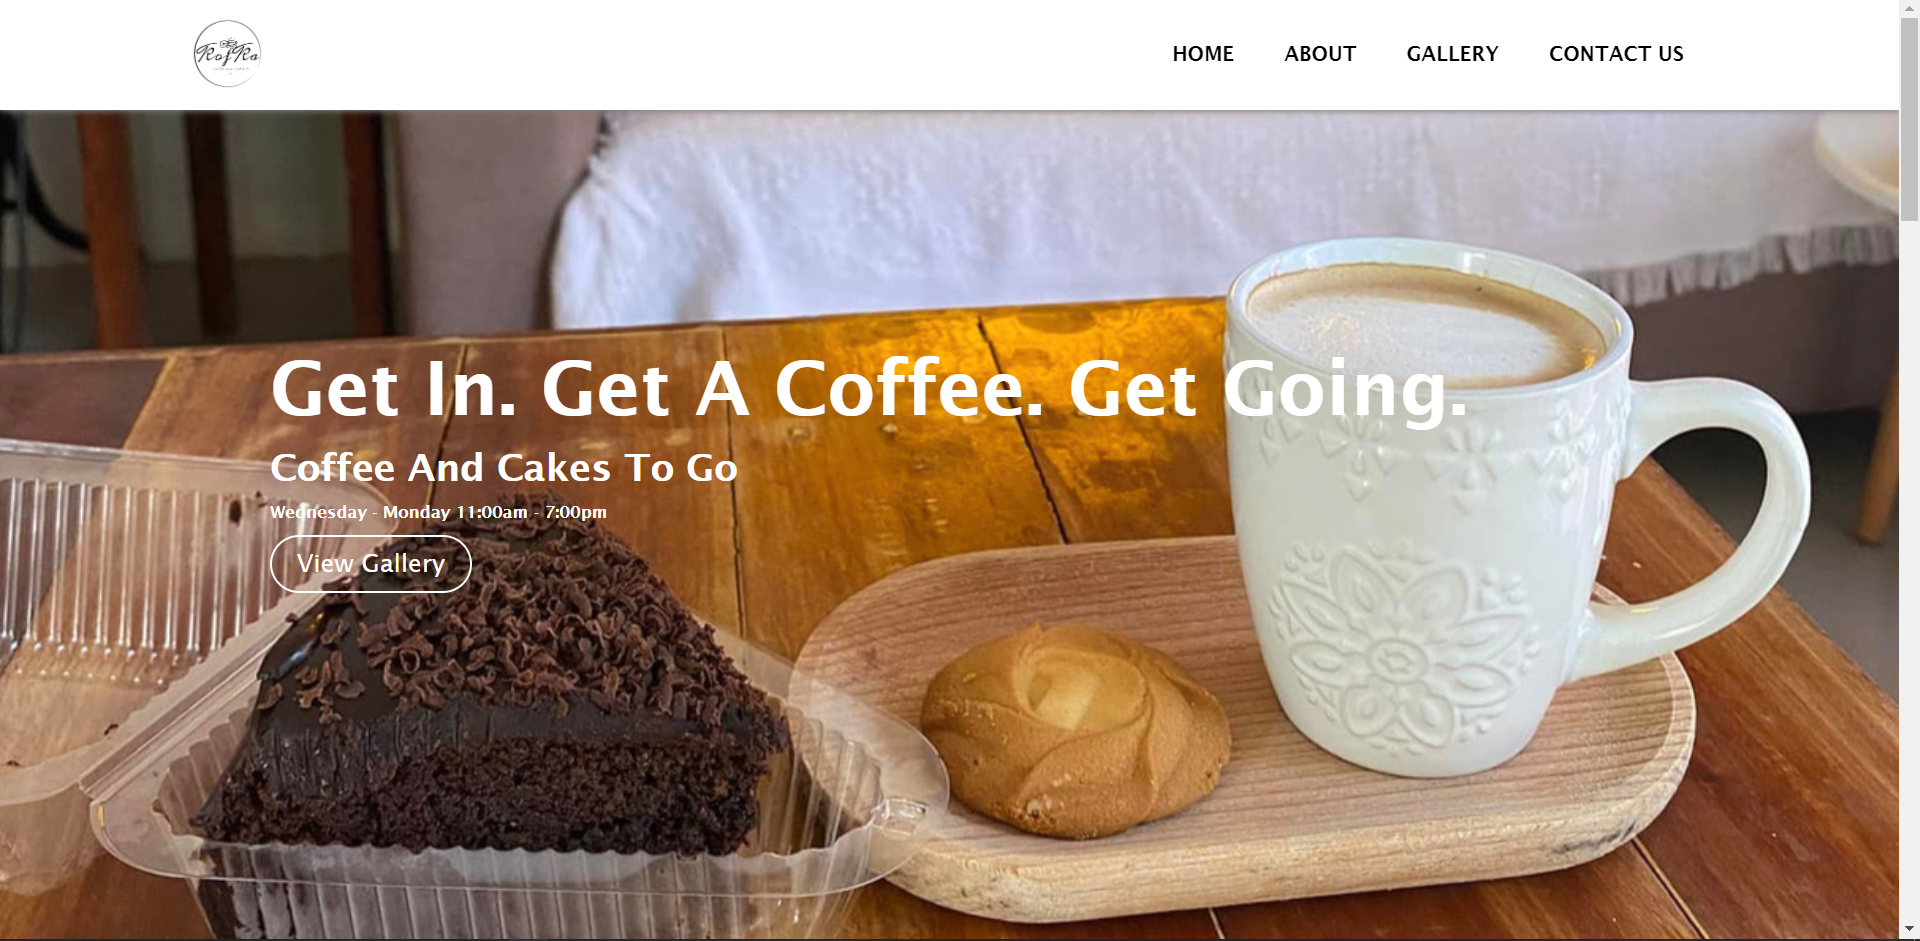 KafKa
HOME ABOUT GALLERY CONTACT US
Get In. Get A Coffee. Get Going.
Coffee And Cakes To Go
Wednesday - Monday 11:00am - 7:00pm
View Gallery